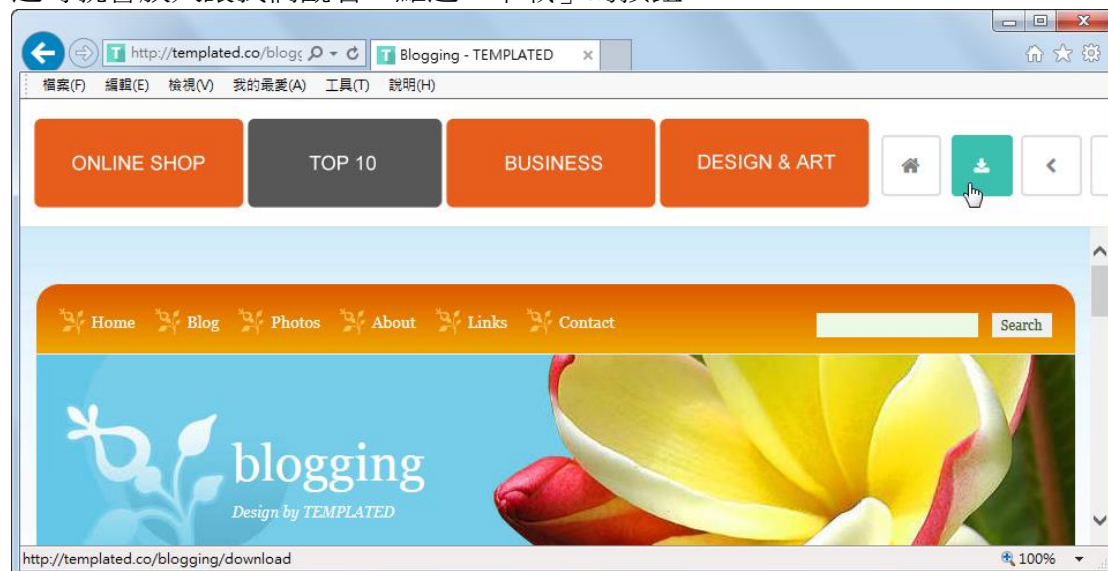 http://templated.co/blogg
Blogging - TEMPLATED
檔案(F) 編輯(E) 檢視(V) 我的最愛(A) 工具(T) 說明(H)
ONLINE SHOP TOP 10 BUSINESS DESIGN & ART
Home Blog Photos About Links Contact Search
blogging
Design by TEMPLATED
http://templated.co/blogging/download 100%